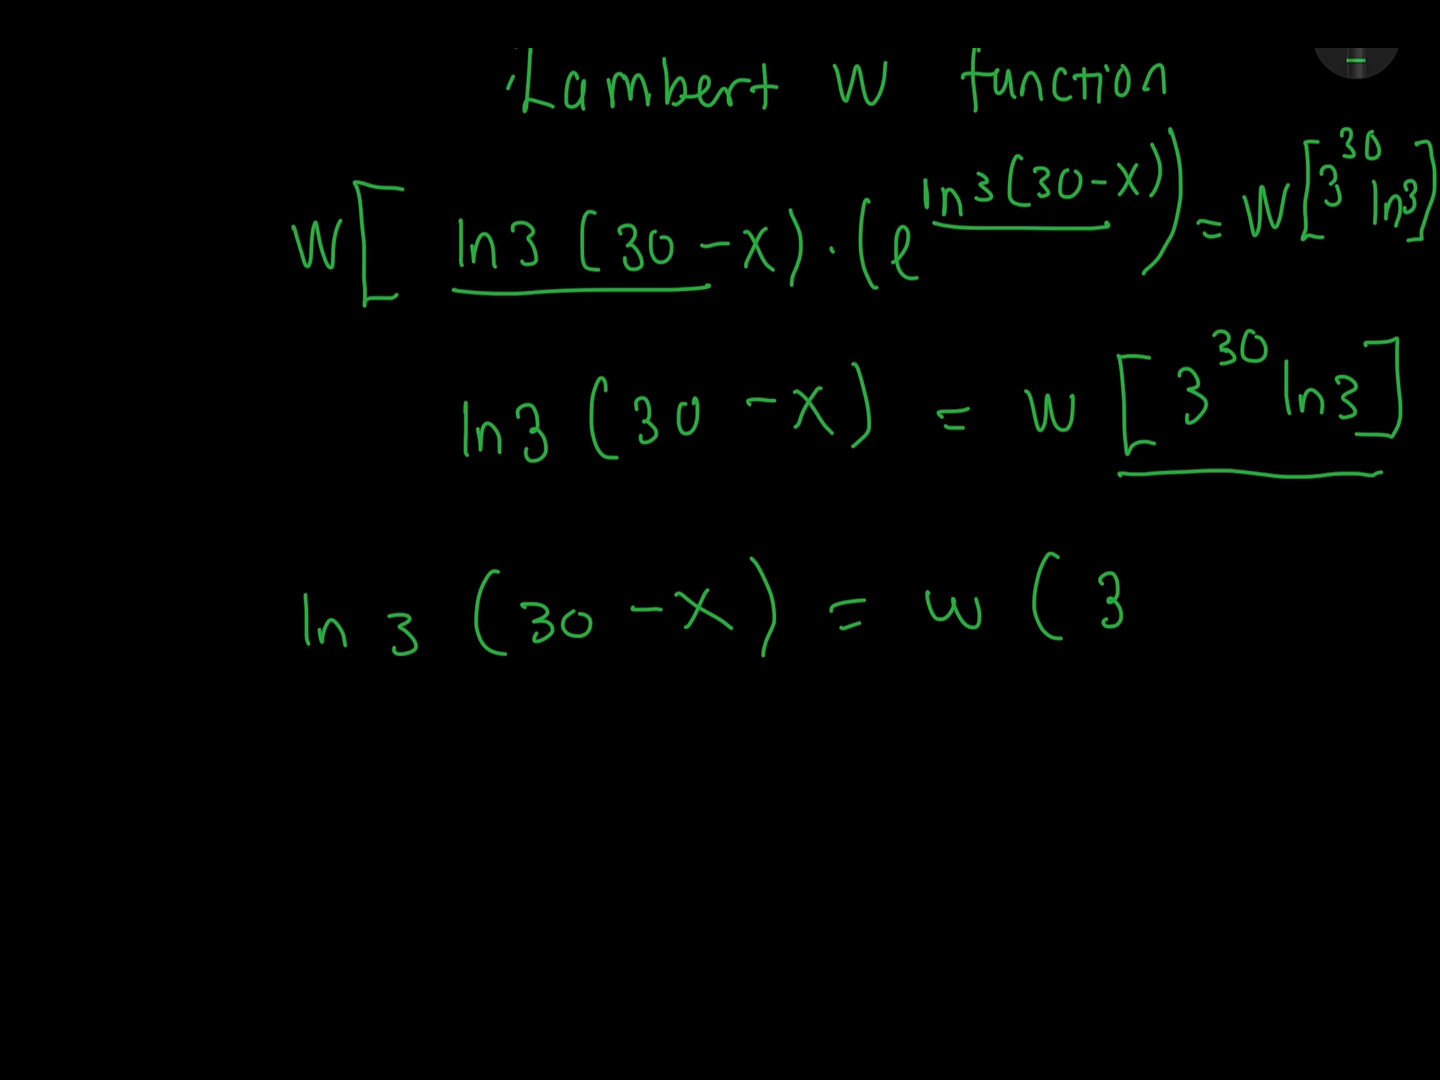 Lambert W function
W[ ln3 (30-x) · (e^{ln3(30-x)}) = W[3^{30} ln3]
ln3 (30-x) = W [3^{30} ln3]
ln 3 (30-x) = W (3